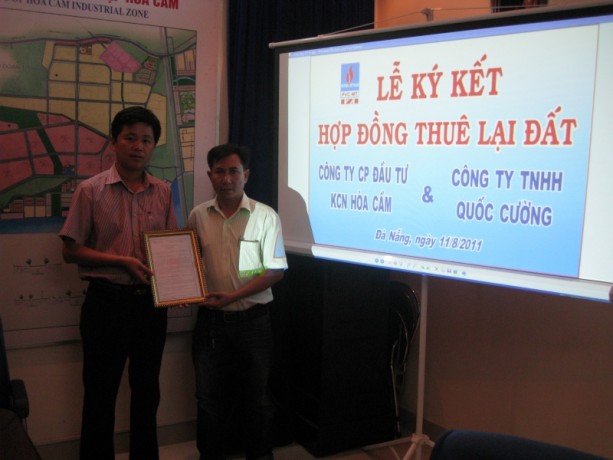 HÒA CẦM
OF HOA CAM INDUSTRIAL ZONE
LỄ KÝ KẾT
HỢP ĐỒNG THUÊ LẠI ĐẤT
CÔNG TY CP ĐẦU TƯ
KCN HÒA CẦM
&
CÔNG TY TNHH
QUỐC CƯỜNG
Đà Nẵng, ngày 11/8/2011